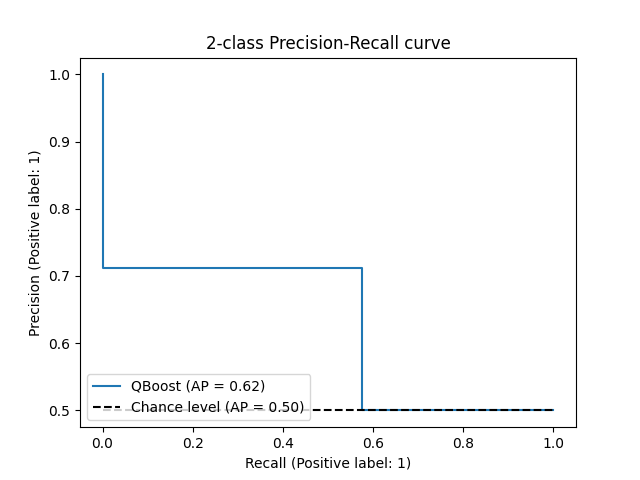 2-class Precision-Recall curve
Precision (Positive label: 1)
1.0
0.9
0.8
0.7
0.6
0.5
QBoost (AP = 0.62)
Chance level (AP = 0.50)
0.0 0.2 0.4 0.6 0.8 1.0
Recall (Positive label: 1)